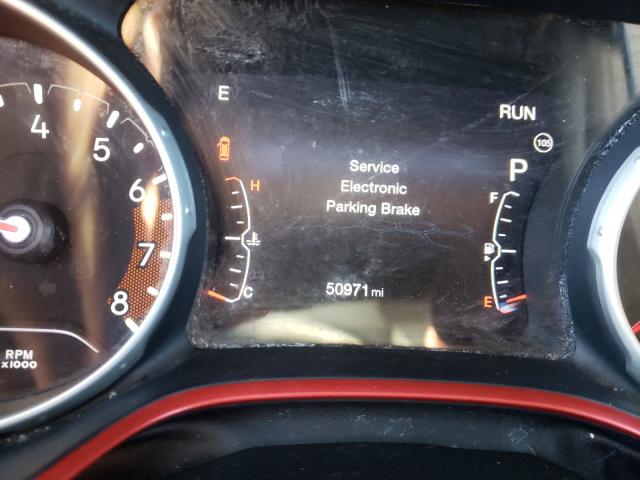 E
RUN
105
4
5
6
7
8
RPM
x1000
H
C
Service
Electronic
Parking Brake
P
F
E
50971 mi